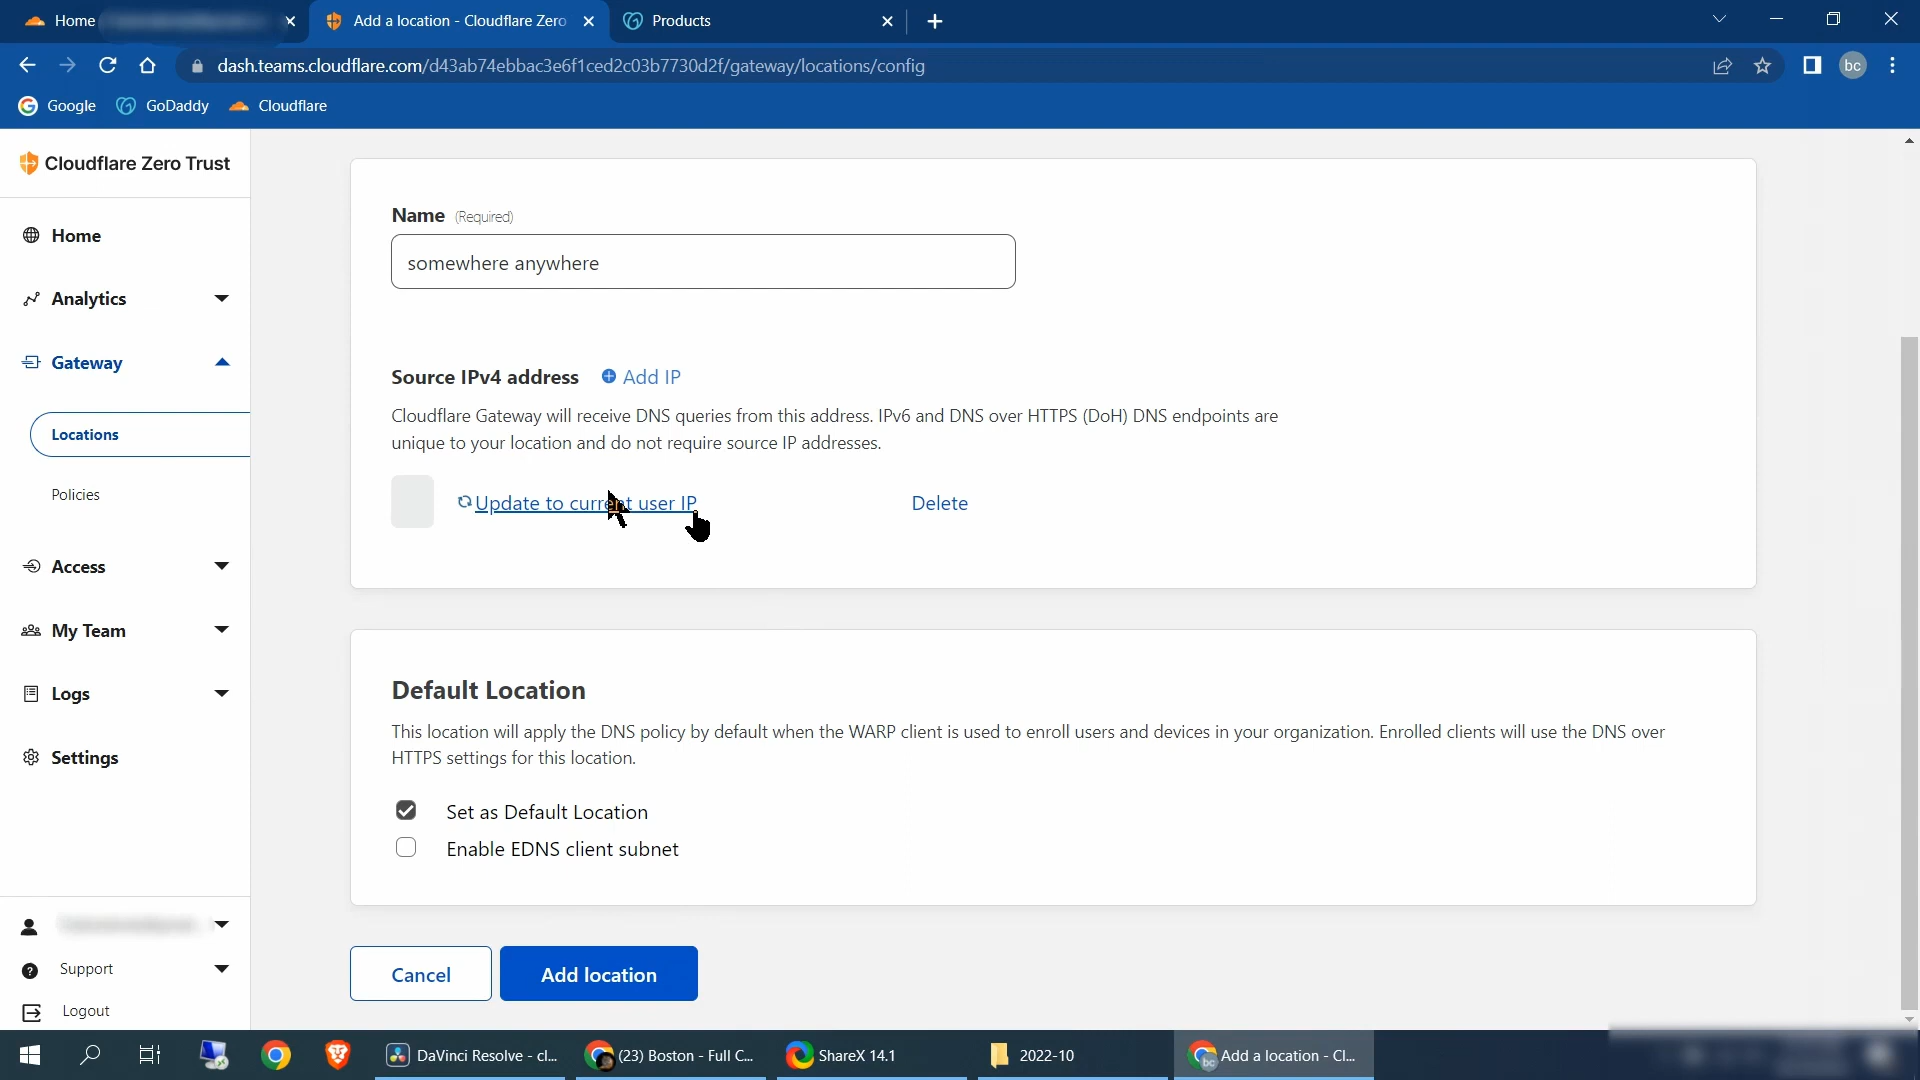 Home
Add a location - Cloudflare Zero
Products
dash.teams.cloudflare.com/d43ab74ebbac3e6f1ced2c03b7730d2f/gateway/locations/config
bc
Google
GoDaddy
Cloudflare
Cloudflare Zero Trust
Home
Analytics
Gateway
Locations
Policies
Access
My Team
Logs
Settings
Support
Logout
Name (Required)
somewhere anywhere
Source IPv4 address
Add IP
Cloudflare Gateway will receive DNS queries from this address. IPv6 and DNS over HTTPS (DoH) DNS endpoints are
unique to your location and do not require source IP addresses.
Update to current user IP
Delete
Default Location
This location will apply the DNS policy by default when the WARP client is used to enroll users and devices in your organization. Enrolled clients will use the DNS over
HTTPS settings for this location.
Set as Default Location
Enable EDNS client subnet
Cancel
Add location
DaVinci Resolve - cl...
(23) Boston - Full C...
ShareX 14.1
2022-10
bc
Add a location - Cl...